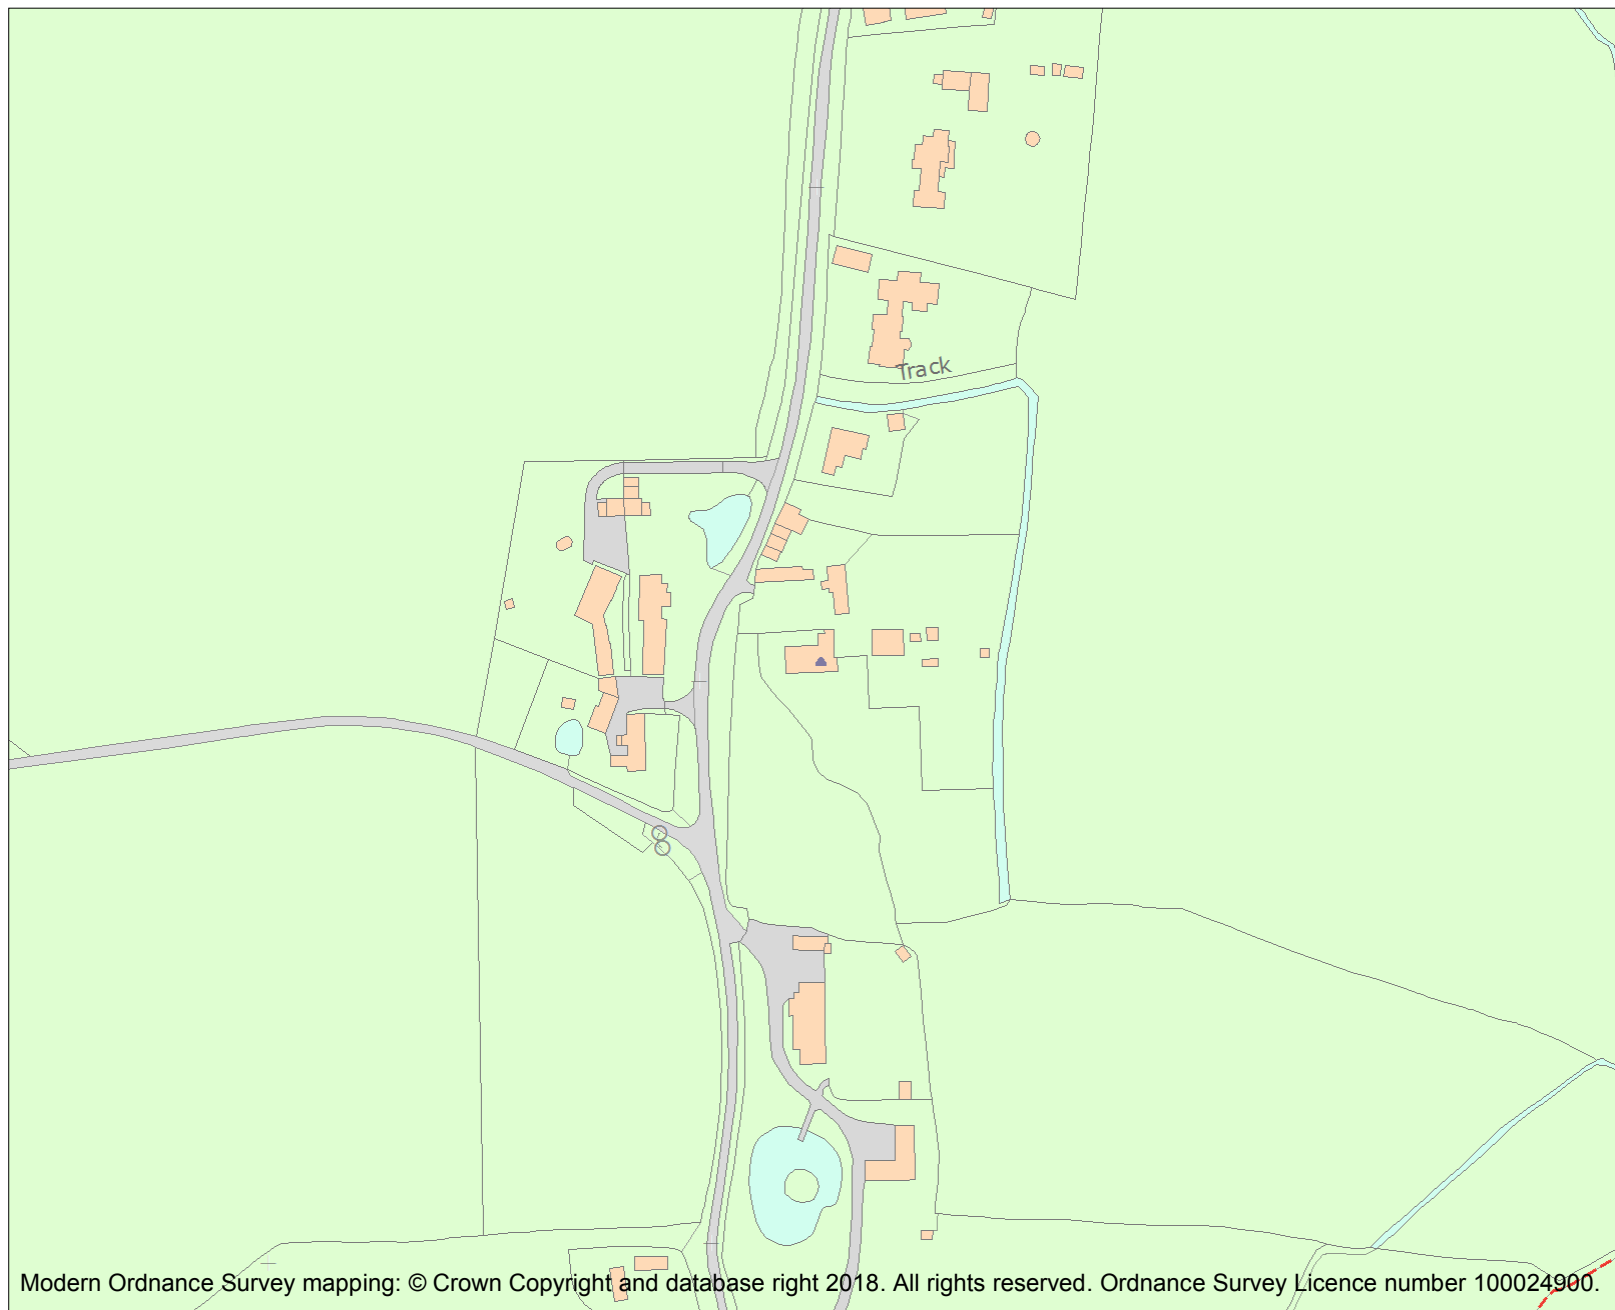 Track
Modern Ordnance Survey mapping: © Crown Copyright and database right 2018. All rights reserved. Ordnance Survey Licence number 100024900.